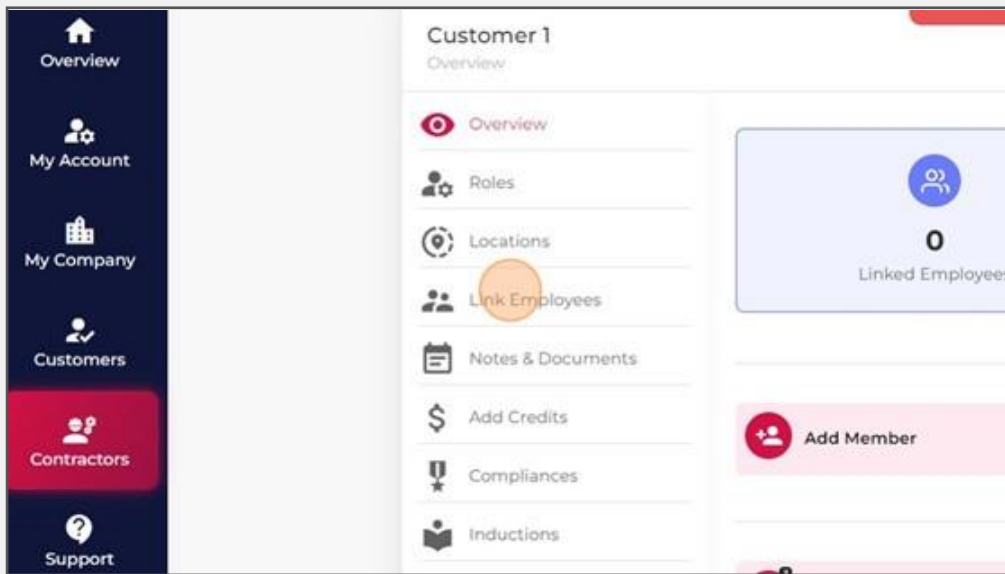 Overview
My Account
My Company
Customers
Contractors
Support
Customer 1
Overview
Overview
Roles
Locations
Link Employees
Notes & Documents
Add Credits
Compliances
Inductions
0
Linked Employees
Add Member